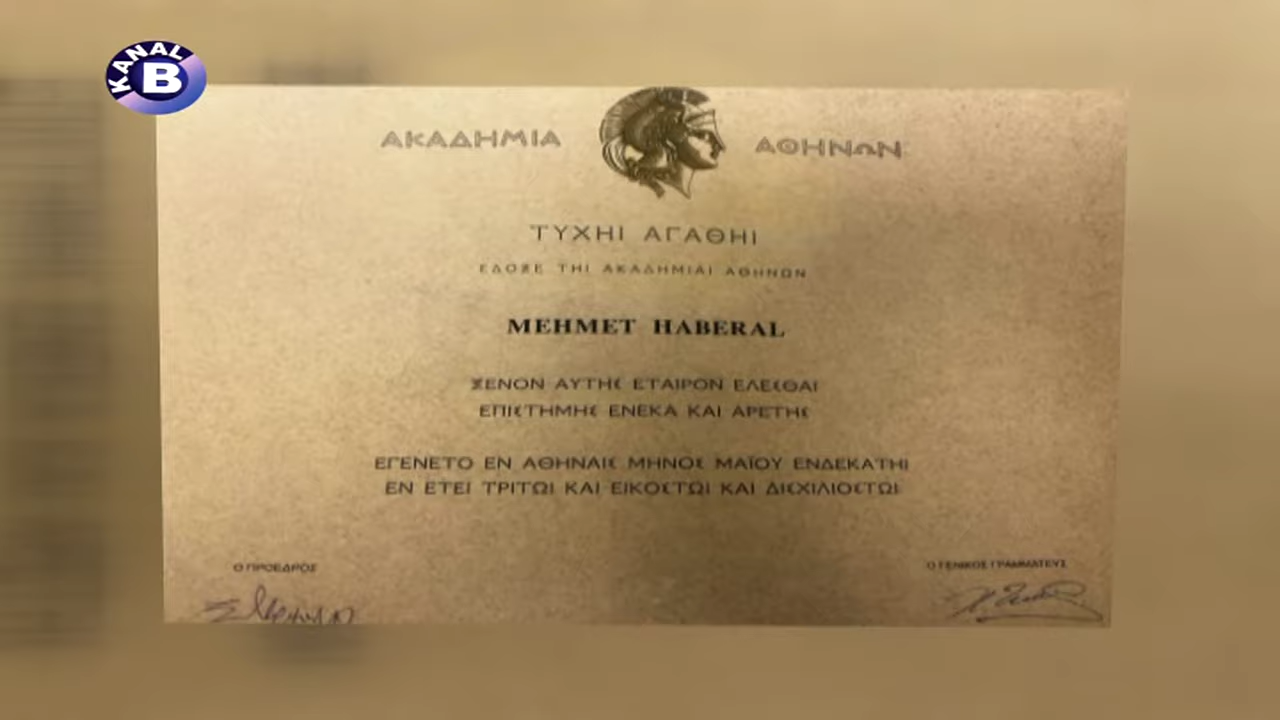 KANAL B
ΑΚΑΔΗΜΙΑ ΑΘΗΝΩΝ
ΤΥΧΗΙ ΑΓΑΘΗΙ
ΕΔΟΞΕ ΤΗΙ ΑΚΑΔΗΜΙΑΙ ΑΘΗΝΩΝ
MEHMET HABERAL
ΞΕΝΟΝ ΑΥΤΗϹ ΕΤΑΙΡΟΝ ΕΛΕϹΘΑΙ
ΕΠΙϹΤΗΜΗϹ ΕΝΕΚΑ ΚΑΙ ΑΡΕΤΗϹ
ΕΓΕΝΕΤΟ ΕΝ ΑΘΗΝΑΙϹ ΜΗΝΟϹ ΜΑΪΟΥ ΕΝΔΕΚΑΤΗΙ
ΕΝ ΕΤΕΙ ΤΡΙΤΩΙ ΚΑΙ ΕΙΚΟϹΤΩΙ ΚΑΙ ΔΙϹΧΙΛΙΟϹΤΩΙ
Ο ΠΡΟΕΔΡΟΣ
Ο ΓΕΝΙΚΟΣ ΓΡΑΜΜΑΤΕΥΣ